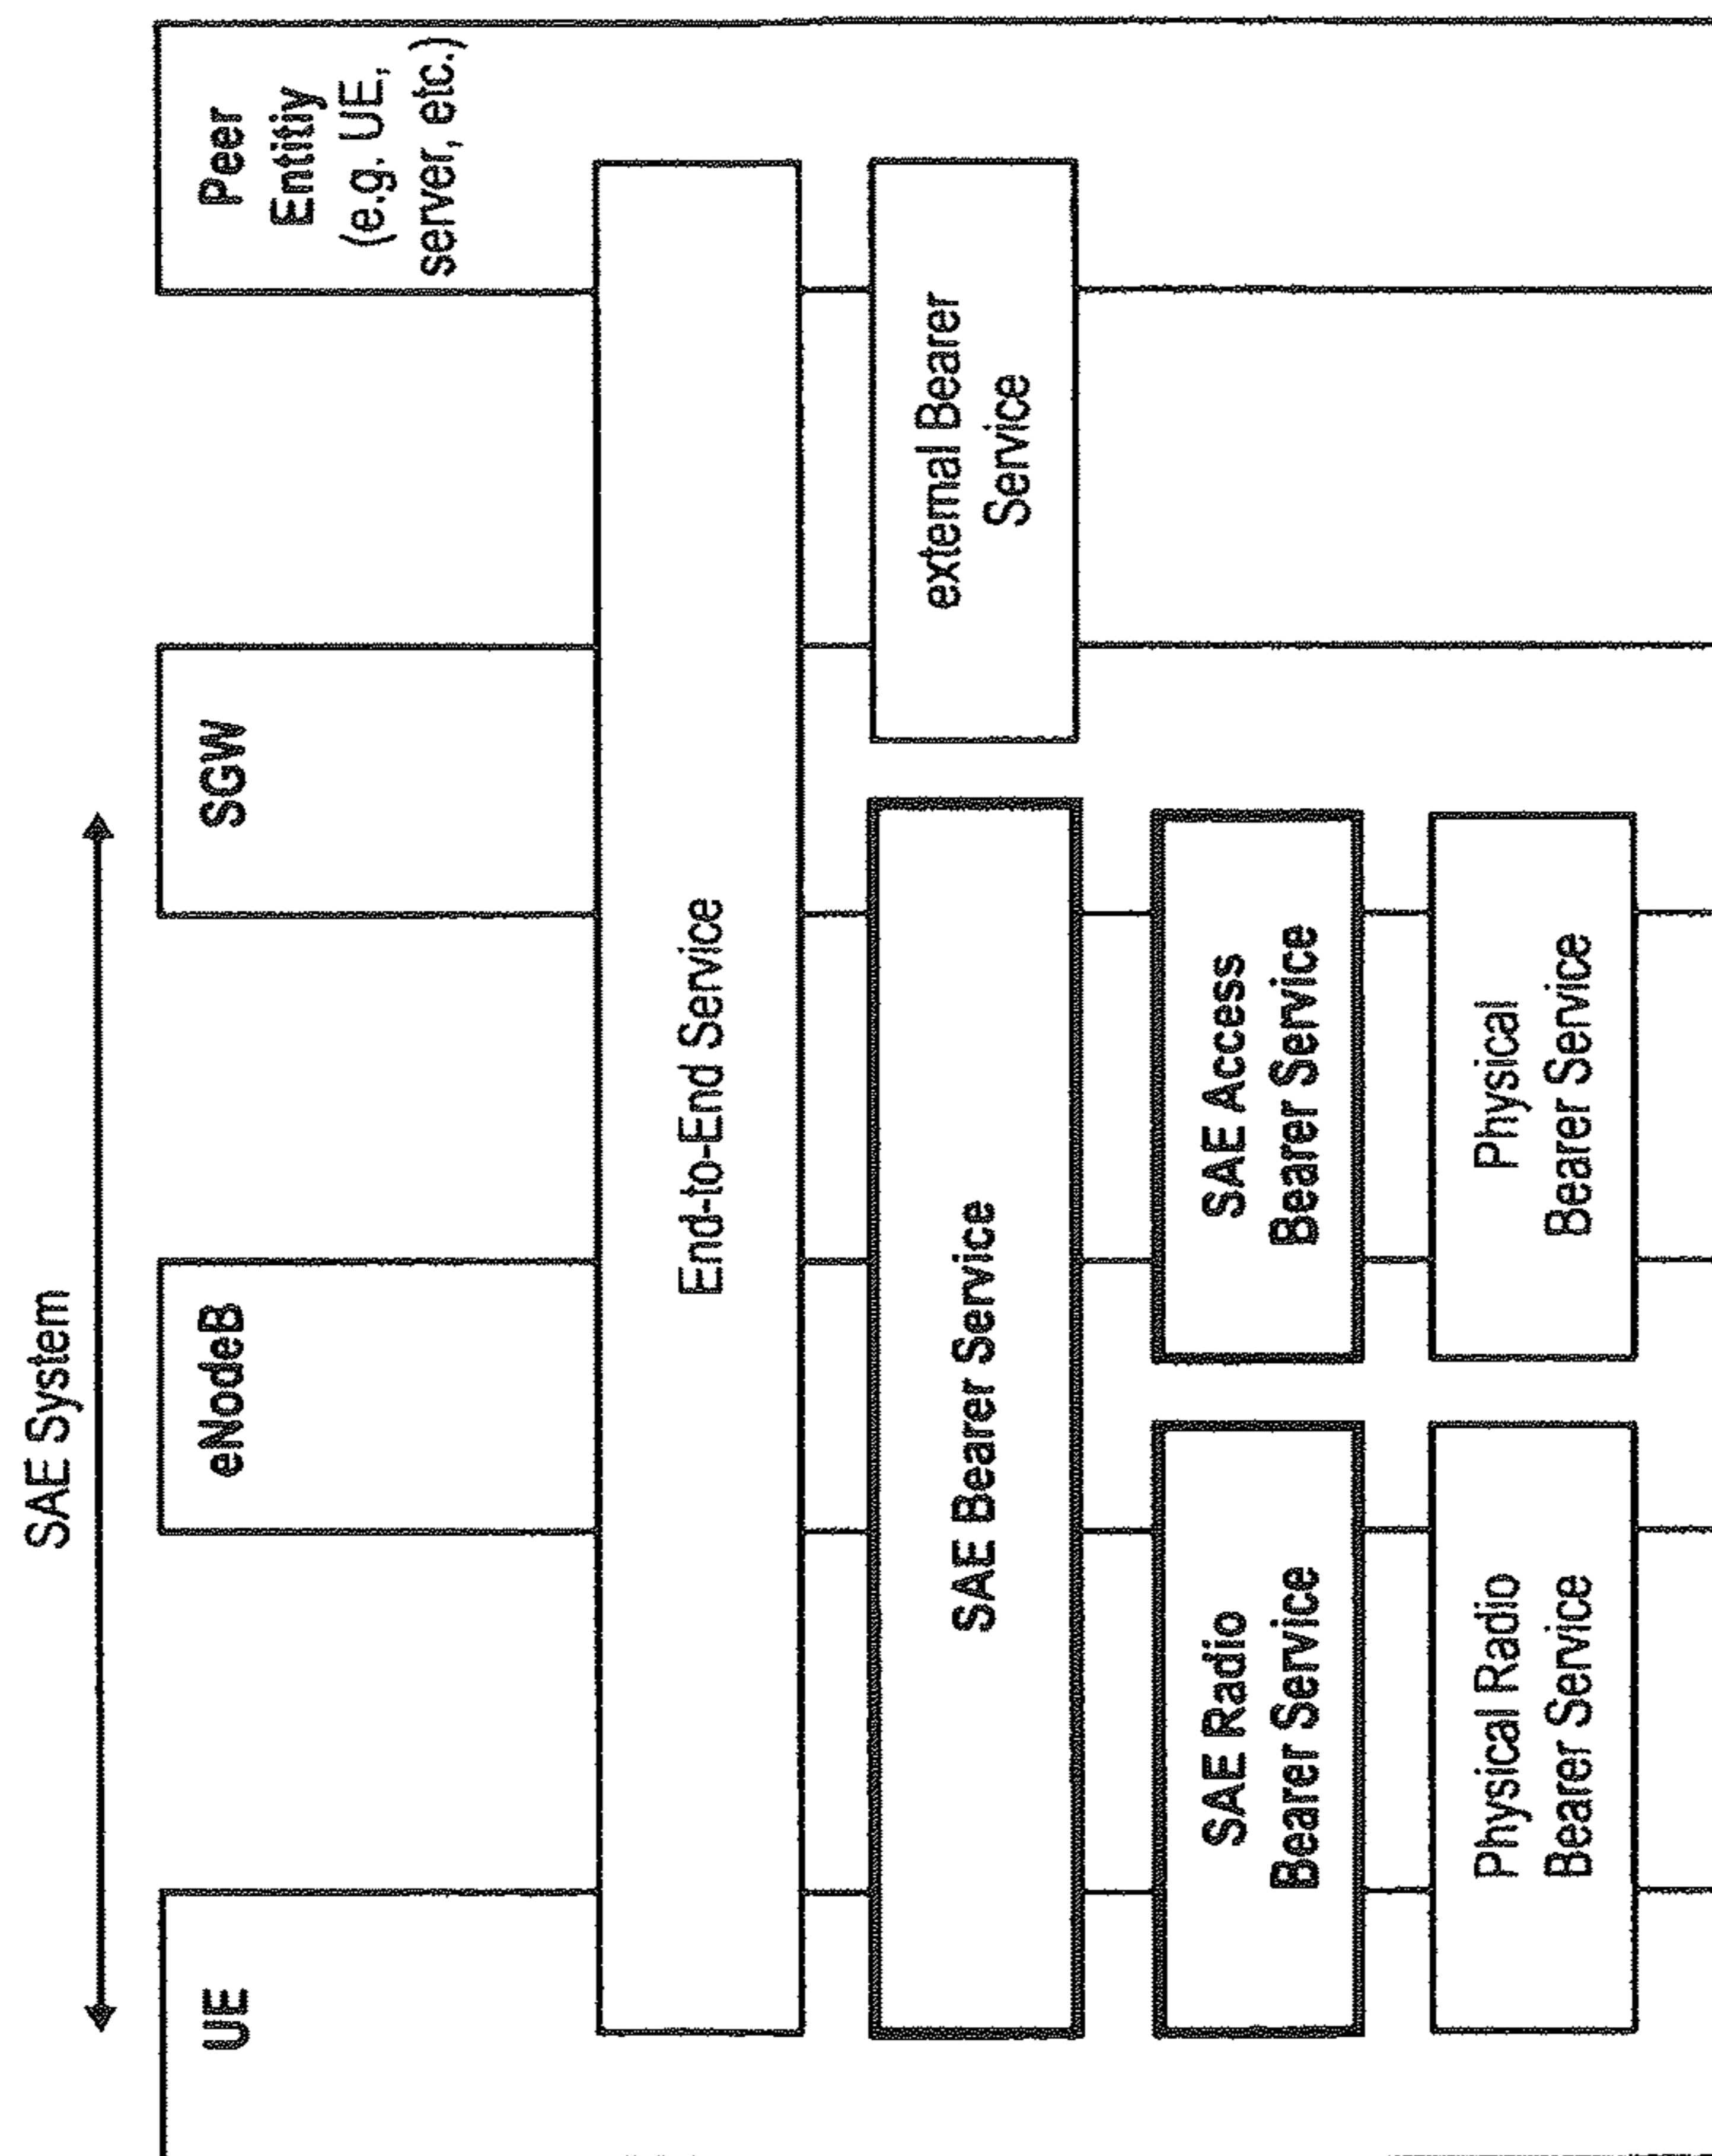 SAE System
UE
eNodeB
SGW
Peer
Entitiy
(e.g. UE,
server, etc.)
End-to-End Service
SAE Bearer Service
external Bearer
Service
SAE Radio
Bearer Service
SAE Access
Bearer Service
Physical Radio
Bearer Service
Physical
Bearer Service